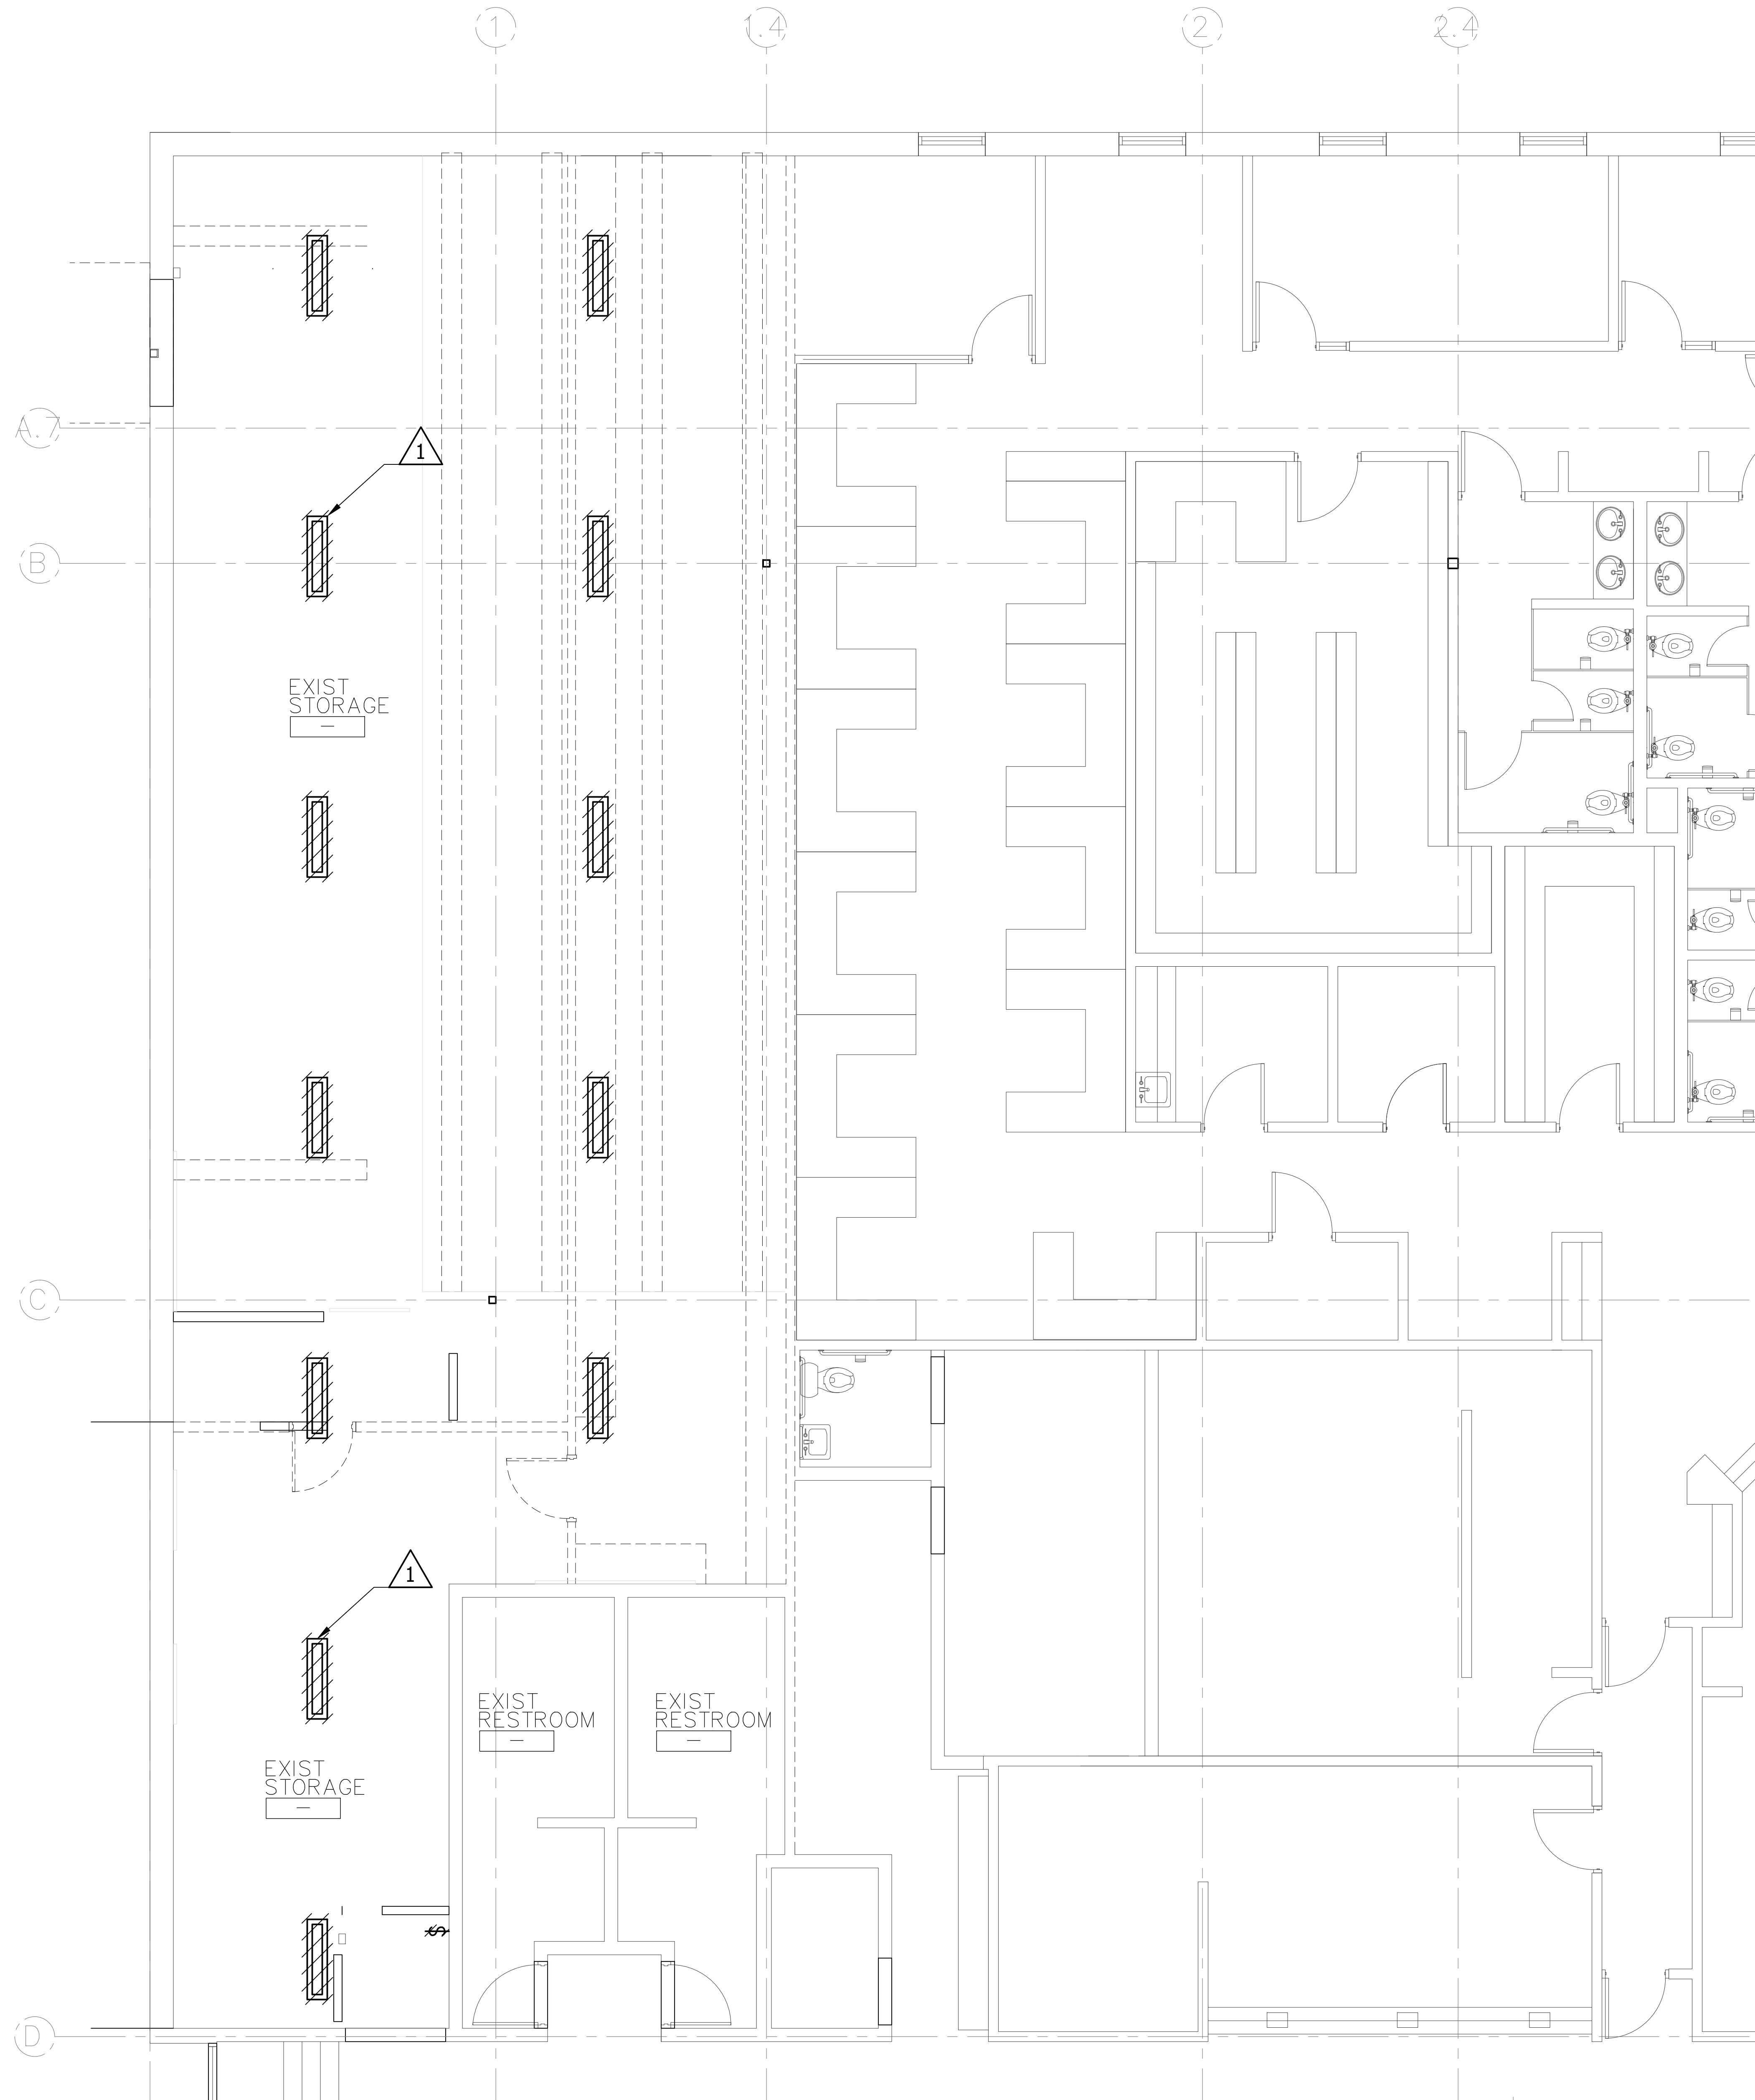 1
1.4
2
2.4
A.7
1
B
EXIST
STORAGE
—
C
1
EXIST
RESTROOM
—
EXIST
RESTROOM
—
EXIST
STORAGE
—
$
D